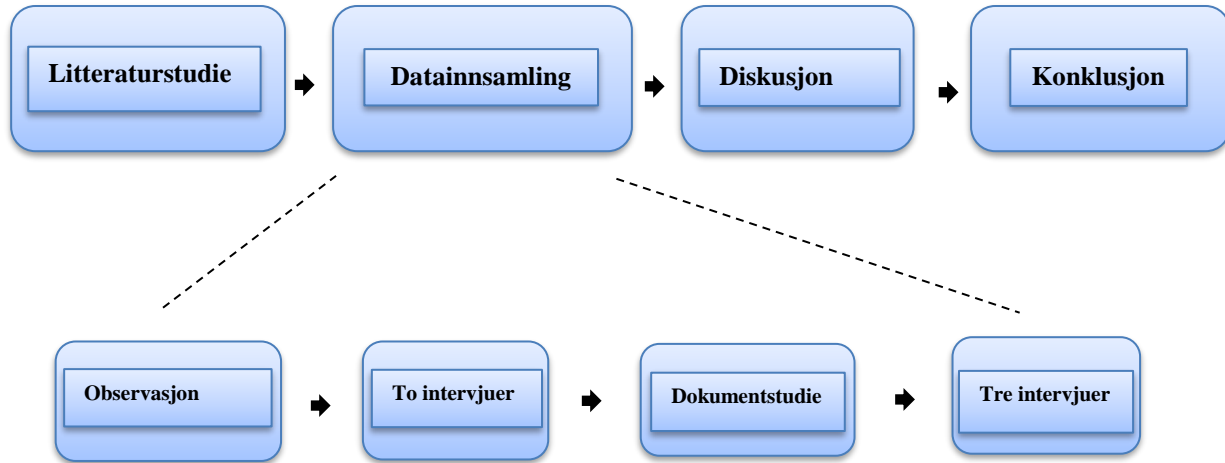 Litteraturstudie
Datainnsamling
Diskusjon
Konklusjon
Observasjon
To intervjuer
Dokumentstudie
Tre intervjuer